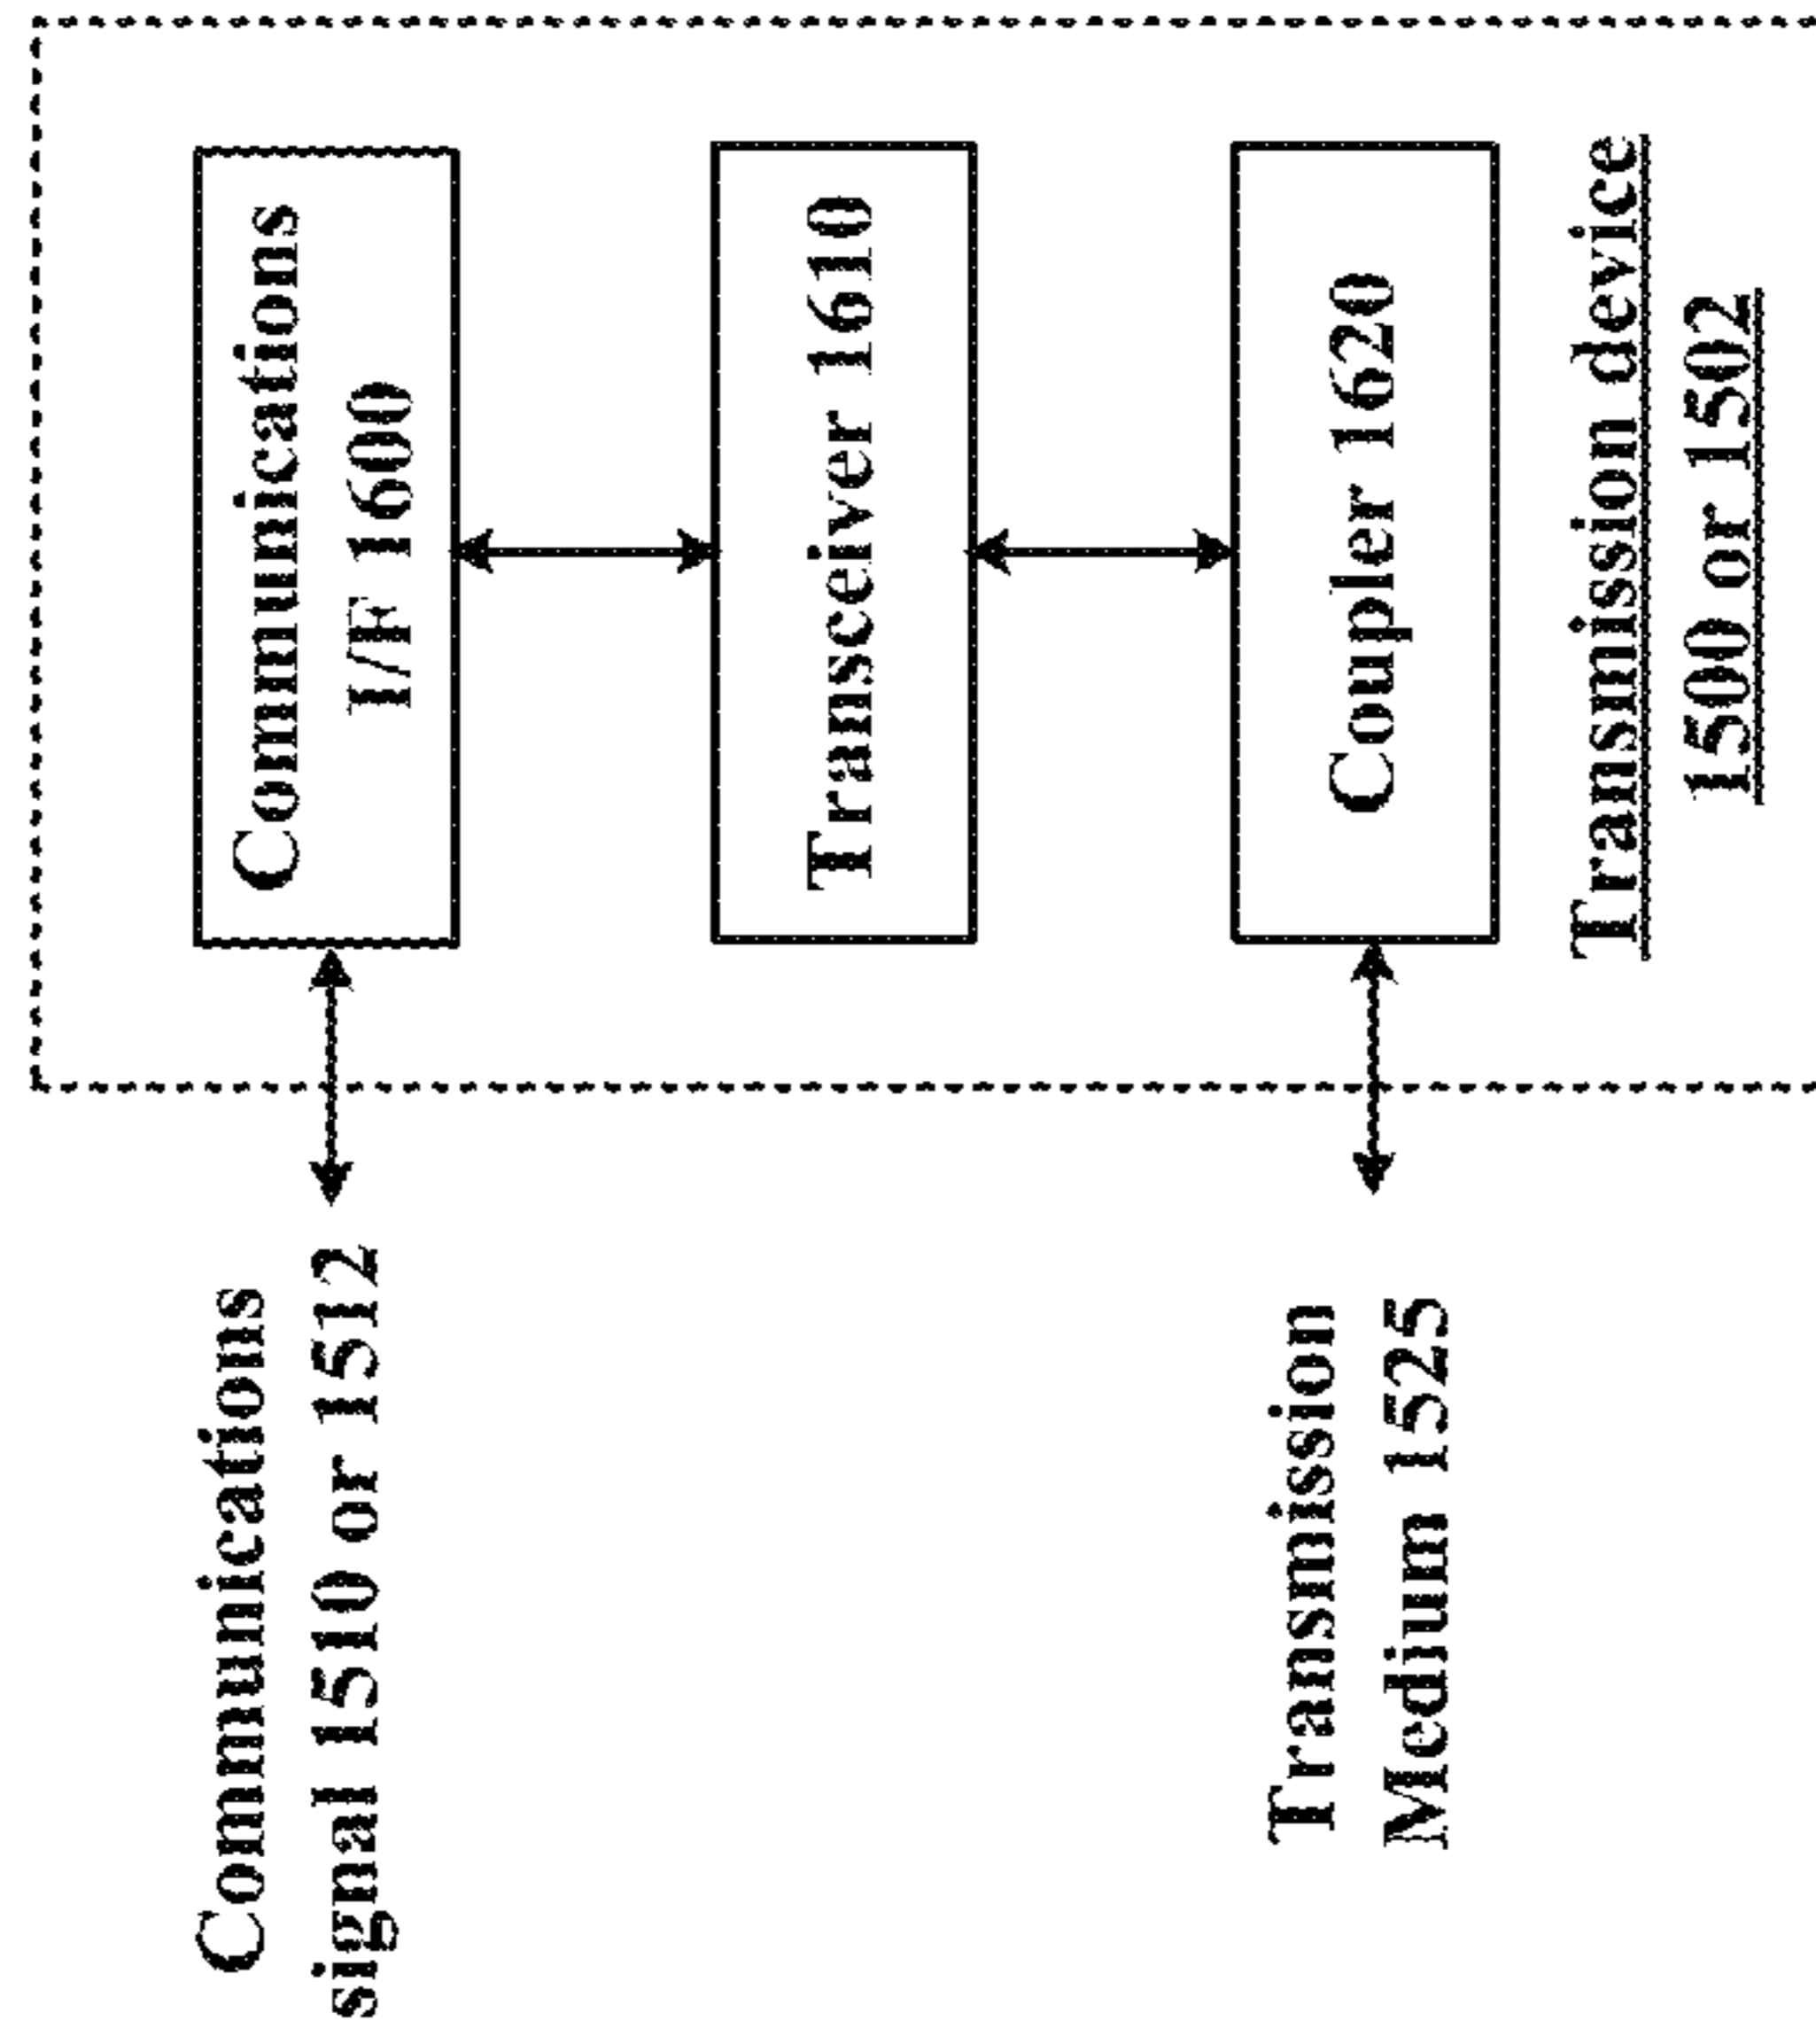 Communications
signal 1510 or 1512
Communications
I/F 1600
Transceiver 1610
Transmission
Medium 1525
Coupler 1620
Transmission device
1500 or 1502